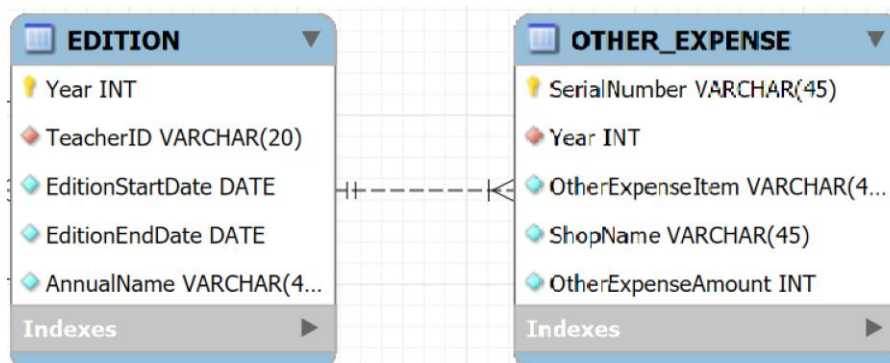 EDITION
Year INT
TeacherID VARCHAR(20)
EditionStartDate DATE
EditionEndDate DATE
AnnualName VARCHAR(4...
Indexes
OTHER_EXPENSE
SerialNumber VARCHAR(45)
Year INT
OtherExpenseItem VARCHAR(4...
ShopName VARCHAR(45)
OtherExpenseAmount INT
Indexes